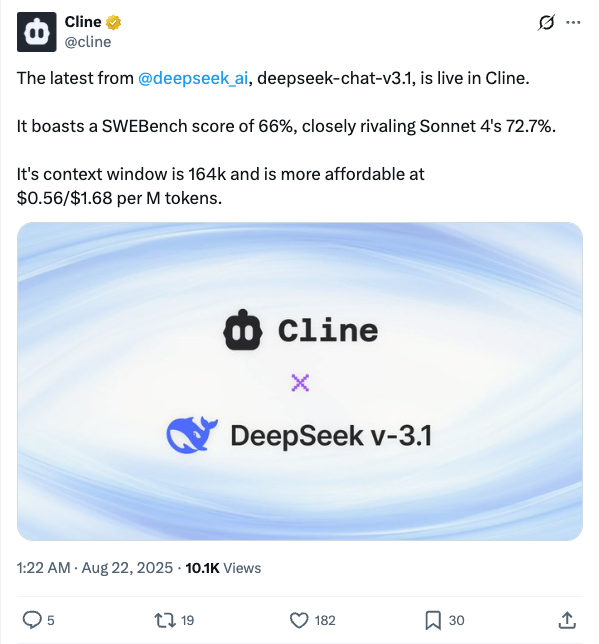 Cline
@cline
The latest from @deepseek_ai, deepseek-chat-v3.1, is live in Cline.
It boasts a SWEBench score of 66%, closely rivaling Sonnet 4's 72.7%.
It's context window is 164k and is more affordable at
$0.56/$1.68 per M tokens.
Cline
DeepSeek v-3.1
1:22 AM · Aug 22, 2025 · 10.1K Views
5 19 182 30